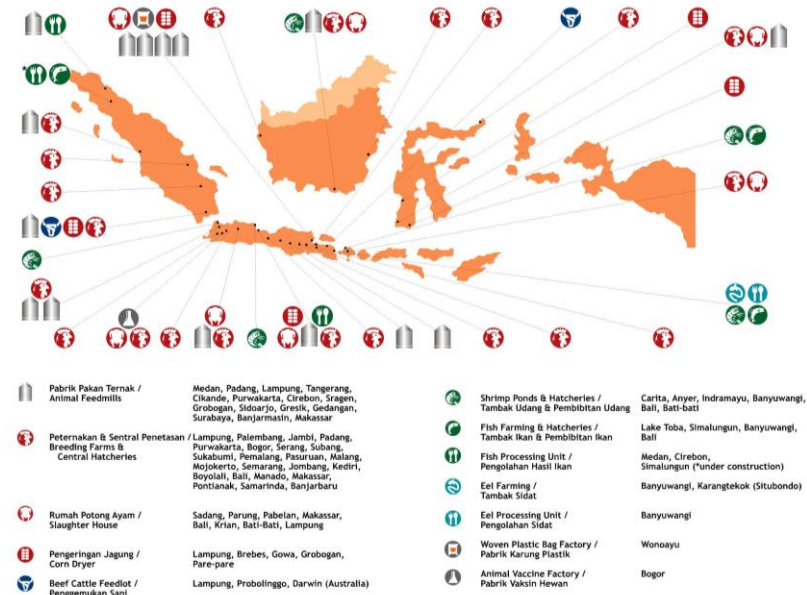 *
Pabrik Pakan Ternak /
Animal Feedmills
Medan, Padang, Lampung, Tangerang,
Cikande, Purwakarta, Cirebon, Sragen,
Grobogan, Sidoarjo, Gresik, Gedangan,
Surabaya, Banjarmasin, Makassar
Peternakan & Sentral Penetasan /
Breeding Farms &
Central Hatcheries
Lampung, Palembang, Jambi, Padang,
Purwakarta, Bogor, Serang, Subang,
Sukabumi, Pemalang, Pasuruan, Malang,
Mojokerto, Semarang, Jombang, Kediri,
Boyolali, Bali, Manado, Makassar,
Pontianak, Samarinda, Banjarbaru
Rumah Potong Ayam /
Slaughter House
Sadang, Parung, Pabelan, Makassar,
Bali, Krian, Bati-Bati, Lampung
Pengeringan Jagung /
Corn Dryer
Lampung, Brebes, Gowa, Grobogan,
Pare-pare
Beef Cattle Feedlot /
Penggemukan Sapi
Lampung, Probolinggo, Darwin (Australia)
Shrimp Ponds & Hatcheries /
Tambak Udang & Pembibitan Udang
Carita, Anyer, Indramayu, Banyuwangi,
Bali, Bati-bati
Fish Farming & Hatcheries /
Tambak Ikan & Pembibitan Ikan
Lake Toba, Simalungun, Banyuwangi,
Bali
Fish Processing Unit /
Pengolahan Hasil Ikan
Medan, Cirebon,
Simalungun (*under construction)
Eel Farming /
Tambak Sidat
Banyuwangi, Karangtekok (Situbondo)
Eel Processing Unit /
Pengolahan Sidat
Banyuwangi
Woven Plastic Bag Factory /
Pabrik Karung Plastik
Wonoayu
Animal Vaccine Factory /
Pabrik Vaksin Hewan
Bogor